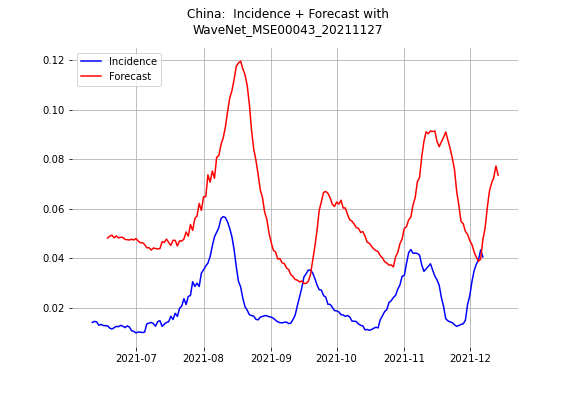 China:  Incidence + Forecast with
WaveNet_MSE00043_20211127
Incidence
Forecast
0.12
0.10
0.08
0.06
0.04
0.02
2021-07 2021-08 2021-09 2021-10 2021-11 2021-12